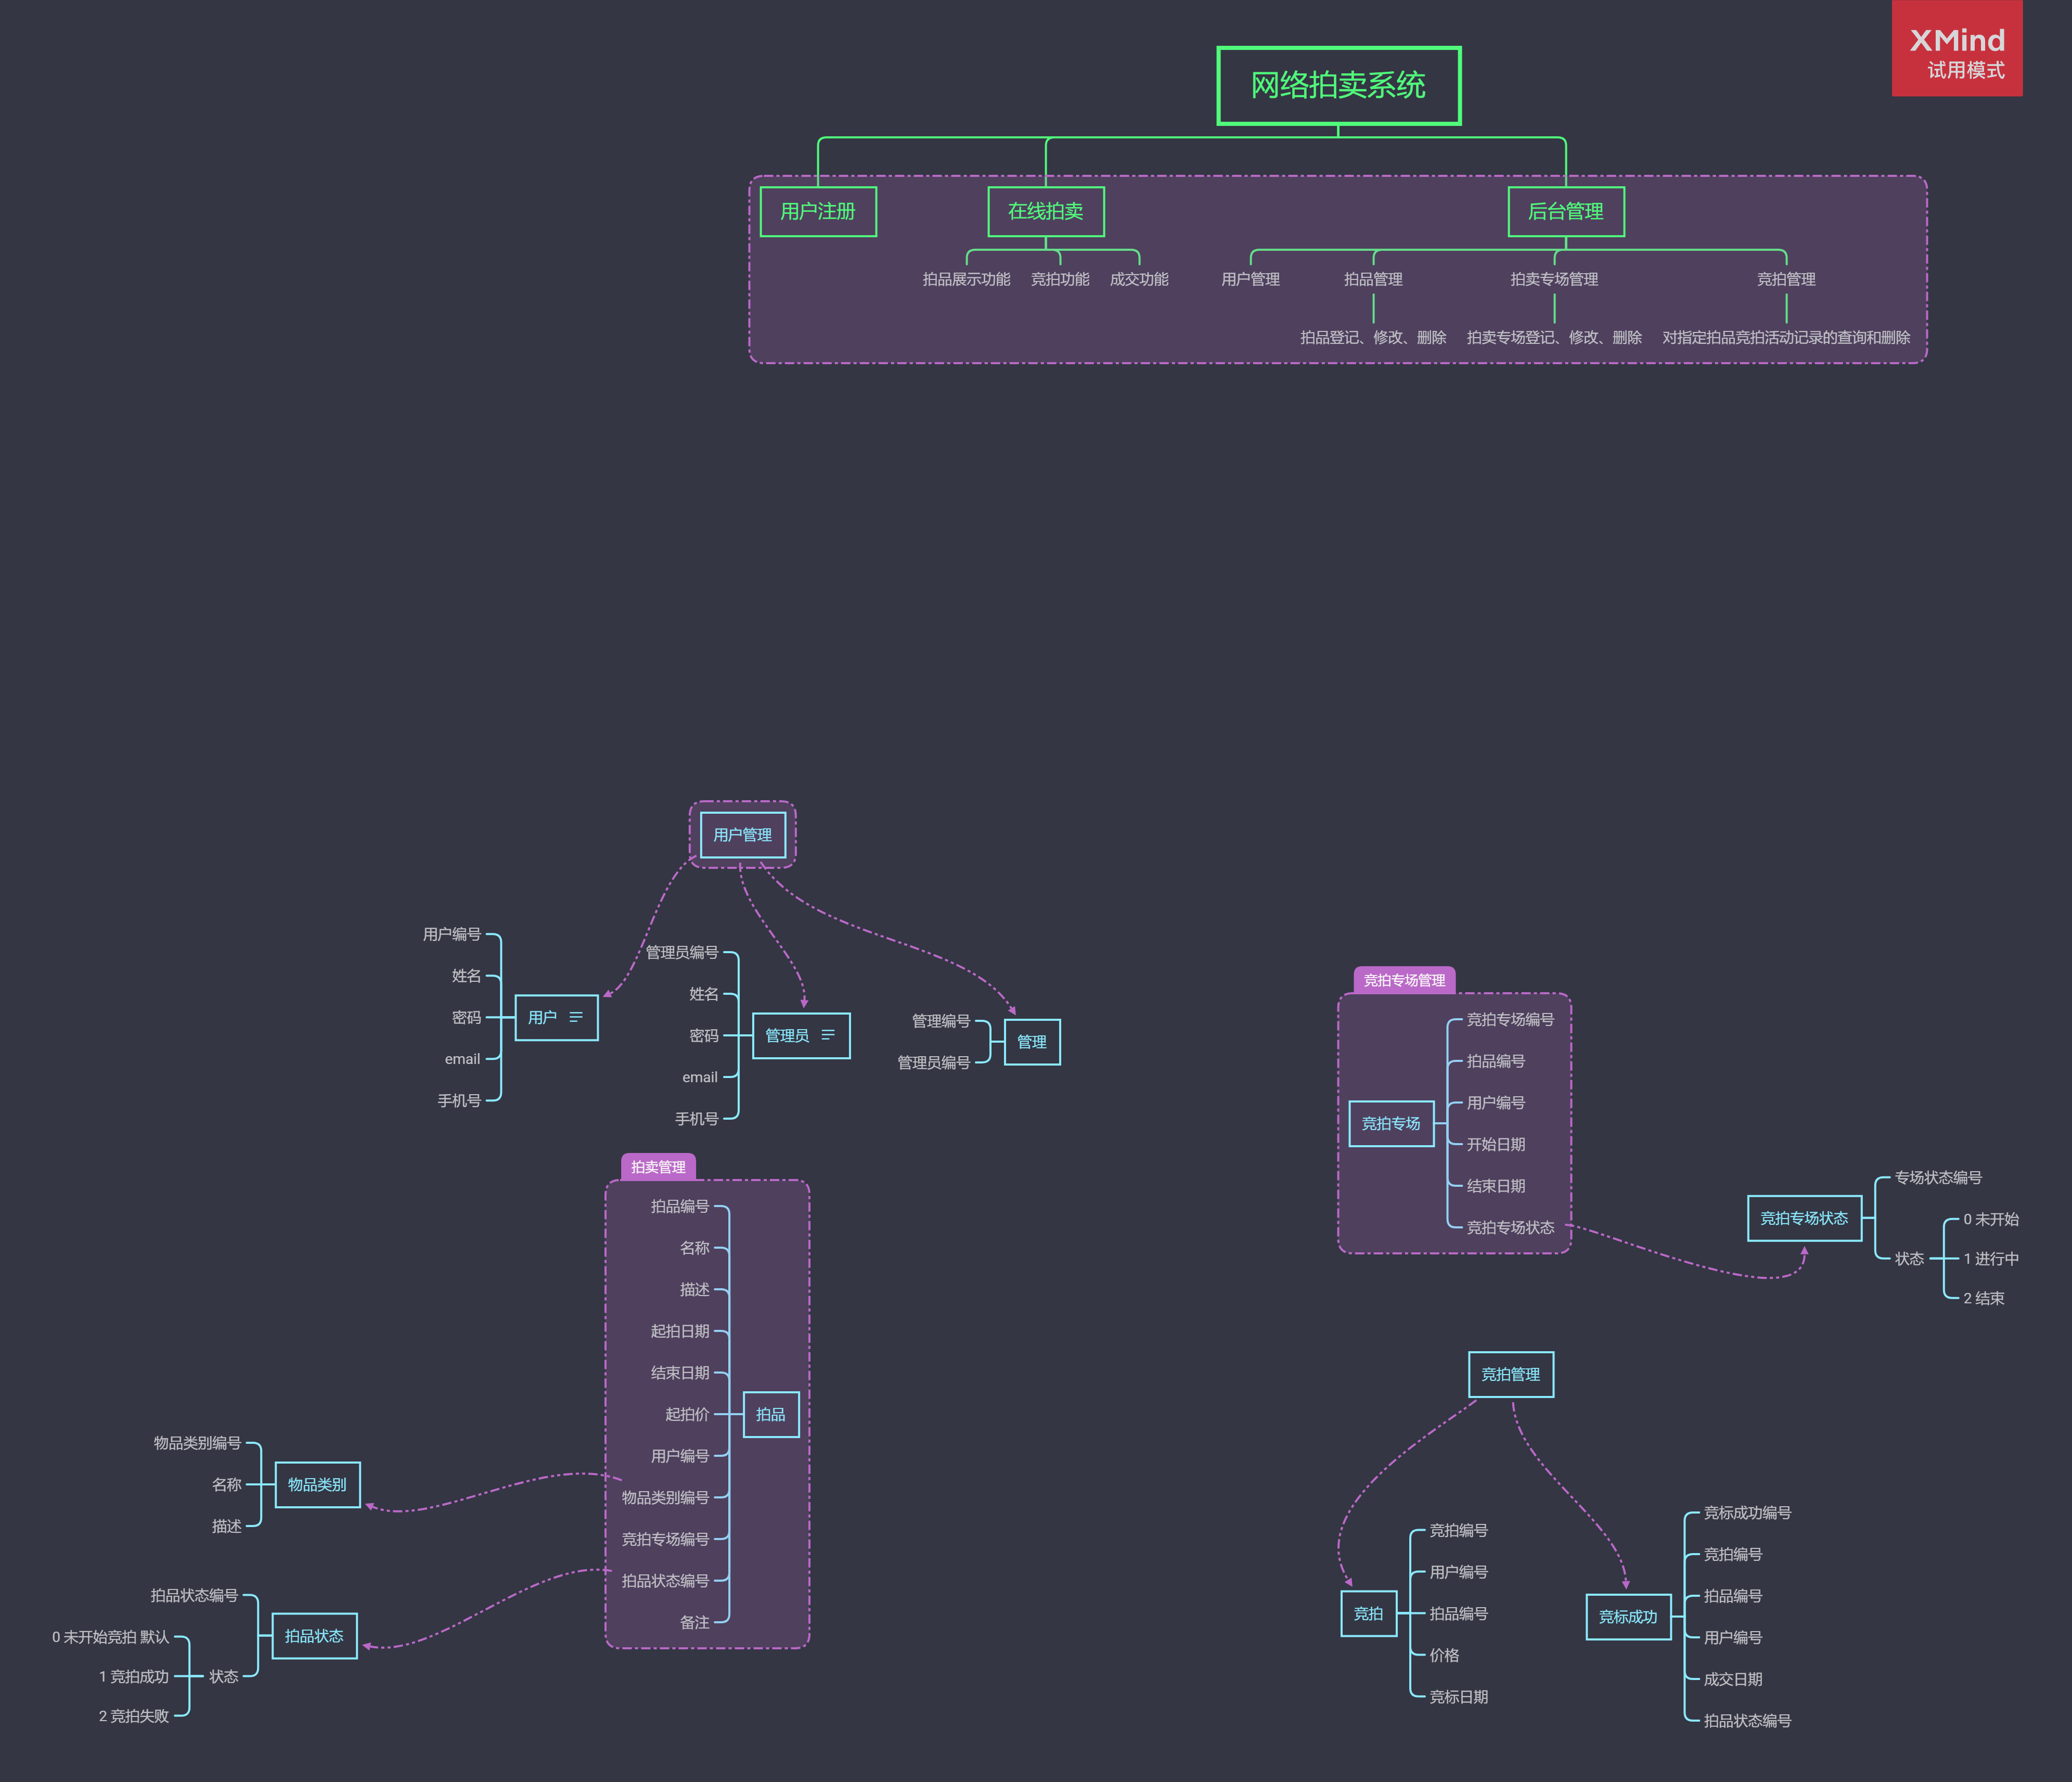 XMind
试用模式
网络拍卖系统
用户注册
在线拍卖
后台管理
拍品展示功能
竞拍功能
成交功能
用户管理
拍品管理
拍卖专场管理
竞拍管理
拍品登记、修改、删除
拍卖专场登记、修改、删除
对指定拍品竞拍活动记录的查询和删除
用户管理
用户编号
姓名
密码
email
手机号
用户
管理员编号
姓名
密码
email
手机号
管理员
管理编号
管理员编号
管理
竞拍专场管理
竞拍专场
竞拍专场编号
拍品编号
用户编号
开始日期
结束日期
竞拍专场状态
竞拍专场状态
专场状态编号
状态
0 未开始
1 进行中
2 结束
拍卖管理
拍品编号
名称
描述
起拍日期
结束日期
起拍价
用户编号
物品类别编号
竞拍专场编号
拍品状态编号
备注
拍品
物品类别编号
名称
描述
物品类别
拍品状态编号
0 未开始竞拍 默认
1 竞拍成功
2 竞拍失败
状态
拍品状态
竞拍管理
竞拍
竞拍编号
用户编号
拍品编号
价格
竞标日期
竞标成功
竞标成功编号
竞拍编号
拍品编号
用户编号
成交日期
拍品状态编号